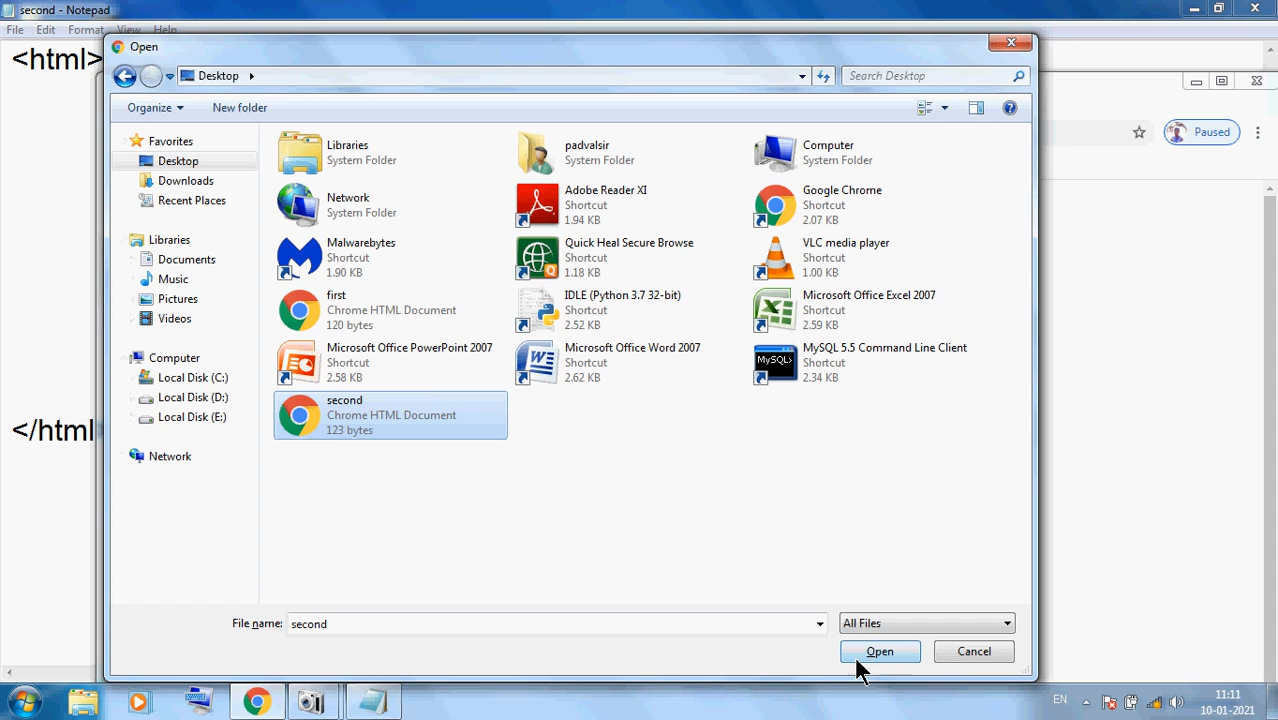 second - Notepad
File Edit Format View Help
<html>
</html
Open
Desktop
Search Desktop
Organize New folder
Favorites
Desktop
Downloads
Recent Places
Libraries
Documents
Music
Pictures
Videos
Computer
Local Disk (C:)
Local Disk (D:)
Local Disk (E:)
Network
Libraries
System Folder
padvalsir
System Folder
Computer
System Folder
Network
System Folder
Adobe Reader XI
Shortcut
1.94 KB
Google Chrome
Shortcut
2.07 KB
Malwarebytes
Shortcut
1.90 KB
Quick Heal Secure Browse
Shortcut
1.18 KB
VLC media player
Shortcut
1.00 KB
first
Chrome HTML Document
120 bytes
IDLE (Python 3.7 32-bit)
Shortcut
2.52 KB
Microsoft Office Excel 2007
Shortcut
2.59 KB
Microsoft Office PowerPoint 2007
Shortcut
2.58 KB
Microsoft Office Word 2007
Shortcut
2.62 KB
MySQL>
MySQL 5.5 Command Line Client
Shortcut
2.34 KB
second
Chrome HTML Document
123 bytes
File name: second
All Files
Open Cancel
Paused
EN
11:11
10-01-2021